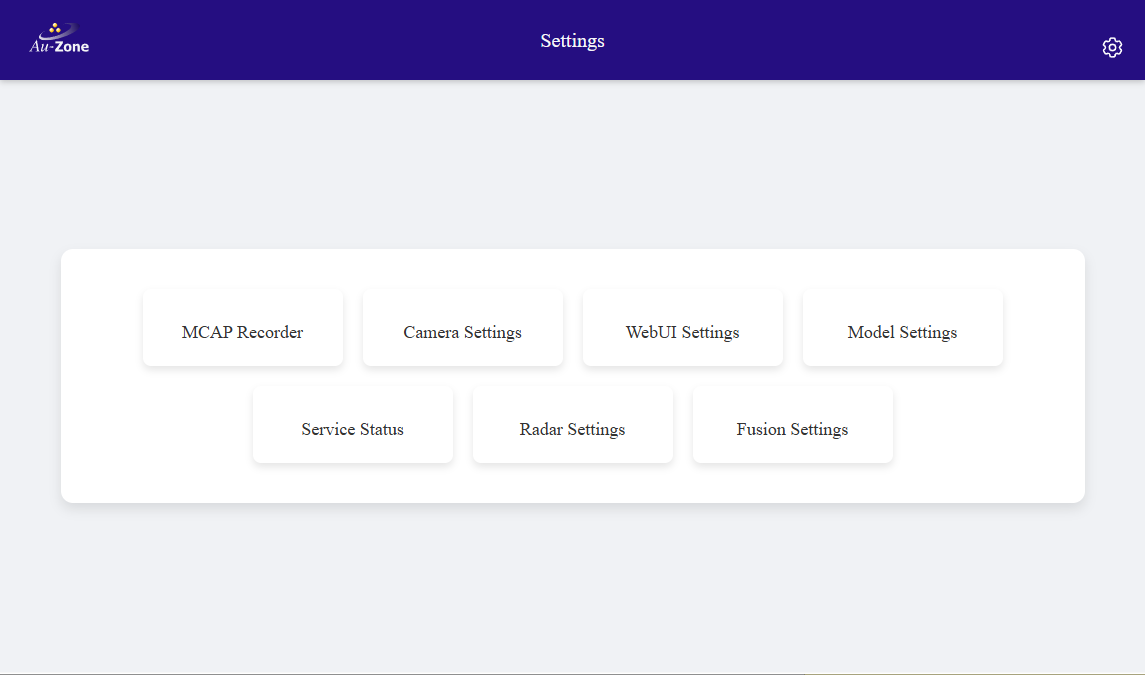 Au-Zone
Settings
MCAP Recorder
Camera Settings
WebUI Settings
Model Settings
Service Status
Radar Settings
Fusion Settings